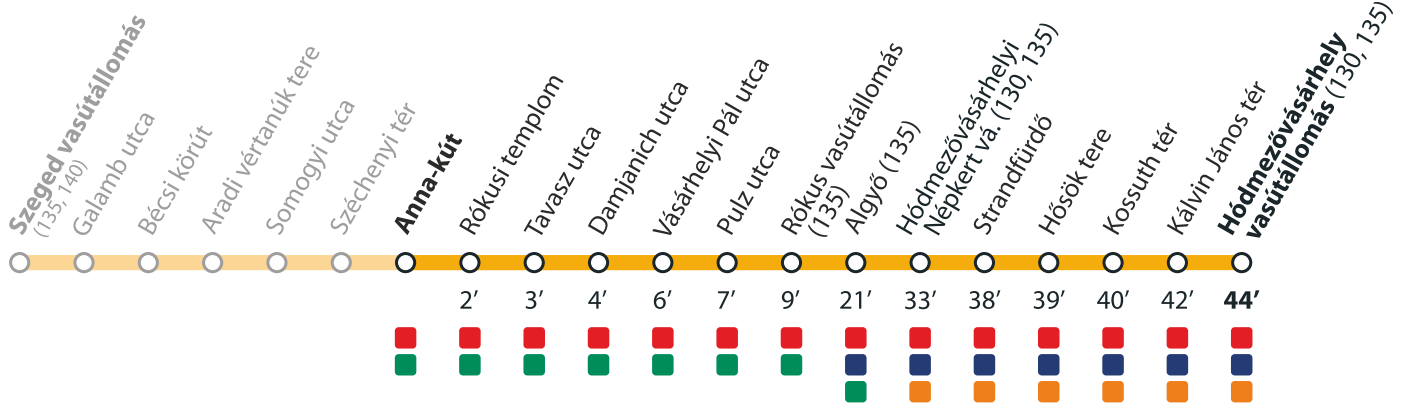 Szeged vasútállomás
(135, 140)
Galamb utca
Bécsi körút
Aradi vértanúk tere
Somogyi utca
Széchenyi tér
Anna-kút
Rókusi templom
Tavasz utca
Damjanich utca
Vásárhelyi Pál utca
Pulz utca
Rókus vasútállomás
(135)
Algyő (135)
Hódmezővásárhelyi
Népkert vá. (130, 135)
Strandfürdő
Hősök tere
Kossuth tér
Kálvin János tér
Hódmezővásárhely
vasútállomás (130, 135)
2’ 3’ 4’ 6’ 7’ 9’ 21’ 33’ 38’ 39’ 40’ 42’ 44’